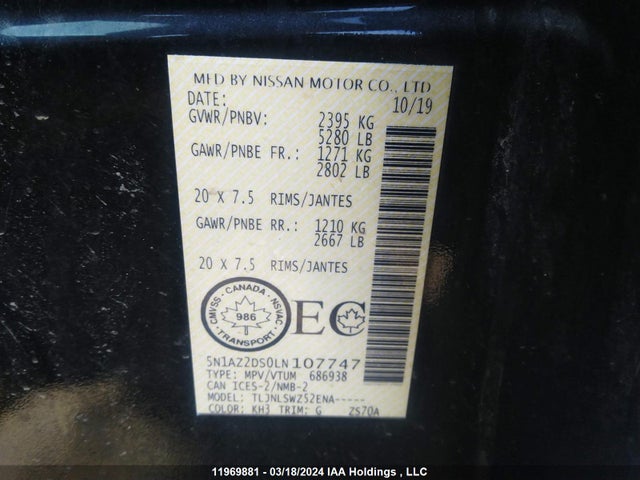 MFD BY NISSAN MOTOR CO., LTD
DATE: 10/19
GVWR/PNBV: 2395 KG
5280 LB
GAWR/PNBE FR.: 1271 KG
2802 LB
20 X 7.5 RIMS/JANTES
GAWR/PNBE RR.: 1210 KG
2667 LB
20 X 7.5 RIMS/JANTES
CANADA
CMVSS 986 NSVAC
TRANSPORT
EC
5N1AZ2DS0LN107747
TYPE: MPV/VTUM 686938
CAN ICES-2/NMB-2
MODEL: TLJNLSWZ52ENA-----
COLOR: KH3 TRIM: G ZS70A
11969881 - 03/18/2024 IAA Holdings , LLC